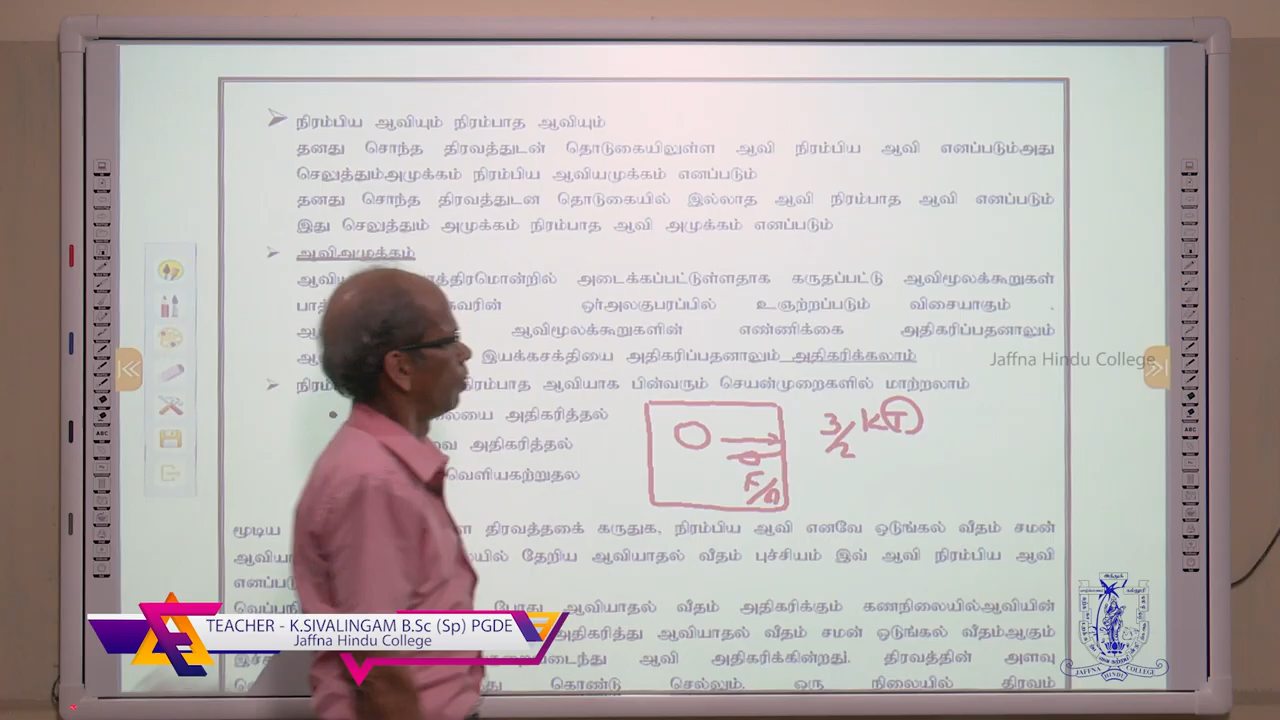 நிரம்பிய ஆவியும் நிரம்பாத ஆவியும்
தனது சொந்த திரவத்துடன் தொடுகையிலுள்ள ஆவி நிரம்பிய ஆவி எனப்படும்அது
செலுத்தும்அமுக்கம் நிரம்பிய ஆவியமுக்கம் எனப்படும்
தனது சொந்த திரவத்துடன தொடுகையில் இல்லாத ஆவி நிரம்பாத ஆவி எனப்படும்
இது செலுத்தும் அமுக்கம் நிரம்பாத ஆவி அமுக்கம் எனப்படும்
ஆவிஅமுக்கம்
அடைக்கப்பட்டுள்ளதாக கருதப்பட்டு ஆவிமூலக்கூறுகள்
ஓர்அலகுபரப்பில் உஞற்றப்படும் விசையாகும் .
ஆவிமூலக்கூறுகளின் எண்ணிக்கை அதிகரிப்பதனாலும்
இயக்கசக்தியை அதிகரிப்பதனாலும் அதிகரிக்கலாம்
Jaffna Hindu College
ஆவியாக பின்வரும் செயன்முறைகளில் மாற்றலாம்
அதிகரித்தல்
3/2 K(T)
அதிகரித்தல்
வெளியகற்றுதல
F/A
மூடிய திரவத்தகை் கருதுக, நிரம்பிய ஆவி எனவே ஒடுங்கல் வீதம் சமன்
தேறிய ஆவியாதல் வீதம் புச்சியம் இவ் ஆவி நிரம்பிய ஆவி
போது ஆவியாதல் வீதம் அதிகரிக்கும் கணநிலையில்ஆவியின்
TEACHER - K.SIVALINGAM B.Sc (Sp) PGDE
அதிகரித்து ஆவியாதல் வீதம் சமன் ஒடுங்கல் வீதம்ஆகும்
Jaffna Hindu College
ஆவி அதிகரிக்கின்றது. திரவத்தின் அளவு
கொண்டு செல்லும். ஒரு நிலையில் திரவம்